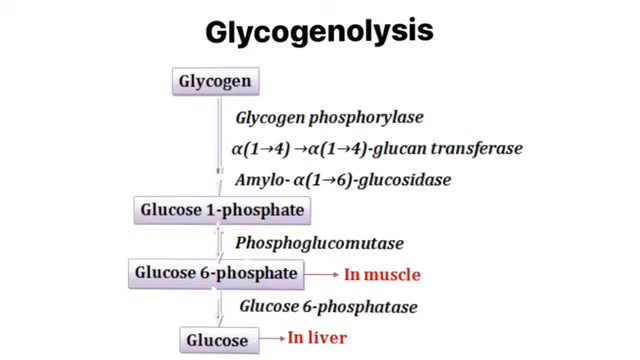 Glycogenolysis
Glycogen
Glycogen phosphorylase
α(1→4) →α(1→4)-glucan transferase
Amylo- α(1→6)-glucosidase
Glucose 1-phosphate
Phosphoglucomutase
Glucose 6-phosphate → In muscle
Glucose 6-phosphatase
Glucose → In liver